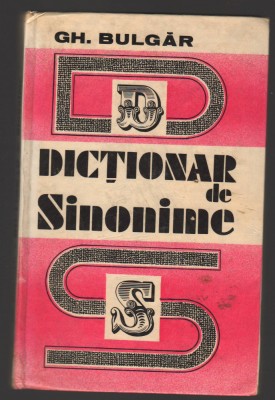 GH. BULGĂR
D
DICȚIONAR
de
Sinonime
S